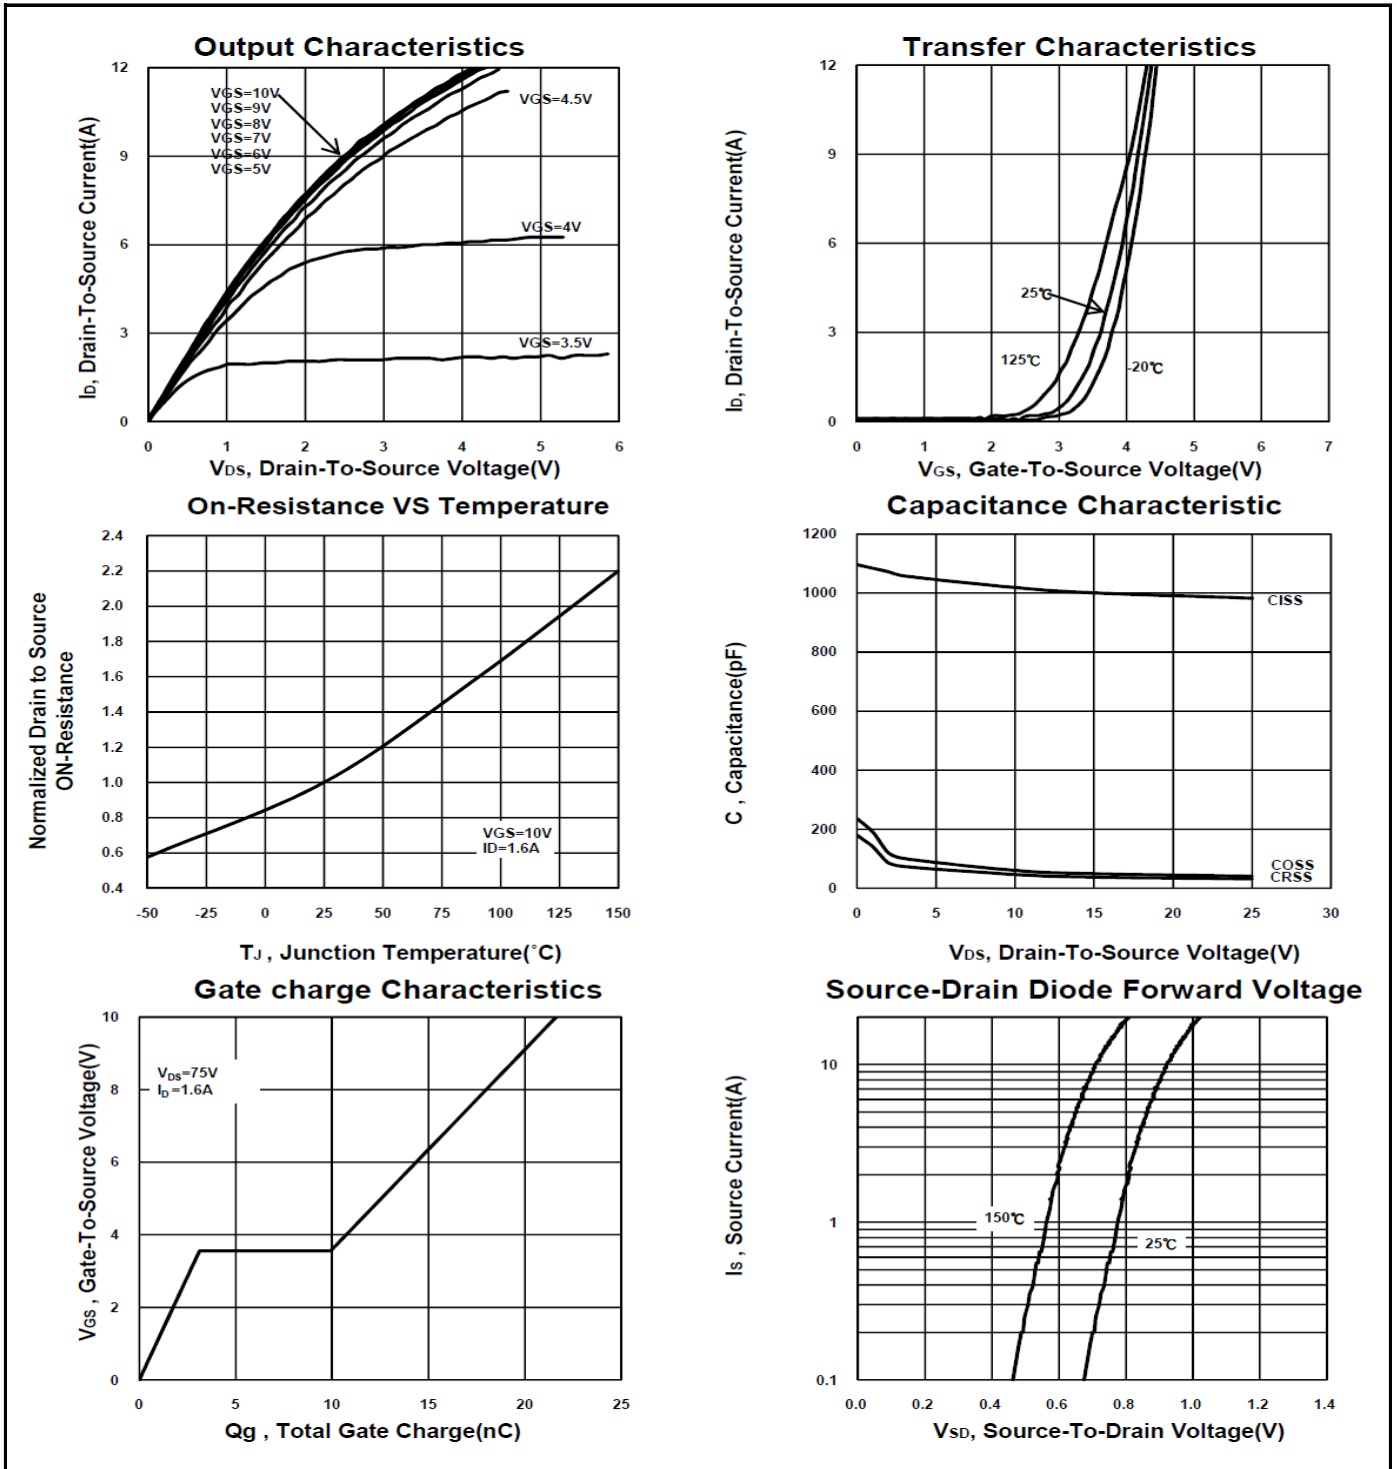 Output Characteristics
12
9
6
3
0
0 1 2 3 4 5 6
VGS=10V
VGS=9V
VGS=8V
VGS=7V
VGS=6V
VGS=5V
VGS=4.5V
VGS=4V
VGS=3.5V
ID, Drain-To-Source Current(A)
VDS, Drain-To-Source Voltage(V)
Transfer Characteristics
12
9
6
3
0
0 1 2 3 4 5 6 7
25℃
125℃
-20℃
ID, Drain-To-Source Current(A)
VGS, Gate-To-Source Voltage(V)
On-Resistance VS Temperature
2.4
2.2
2.0
1.8
1.6
1.4
1.2
1.0
0.8
0.6
0.4
-50 -25 0 25 50 75 100 125 150
VGS=10V
ID=1.6A
Normalized Drain to Source
ON-Resistance
TJ , Junction Temperature(˚C)
Capacitance Characteristic
1200
1000
800
600
400
200
0
0 5 10 15 20 25 30
CISS
COSS
CRSS
C , Capacitance(pF)
VDS, Drain-To-Source Voltage(V)
Gate charge Characteristics
10
8
6
4
2
0
0 5 10 15 20 25
VDS=75V
ID=1.6A
VGS , Gate-To-Source Voltage(V)
Qg , Total Gate Charge(nC)
Source-Drain Diode Forward Voltage
10
1
0.1
0.0 0.2 0.4 0.6 0.8 1.0 1.2 1.4
150℃
25℃
IS , Source Current(A)
VSD, Source-To-Drain Voltage(V)